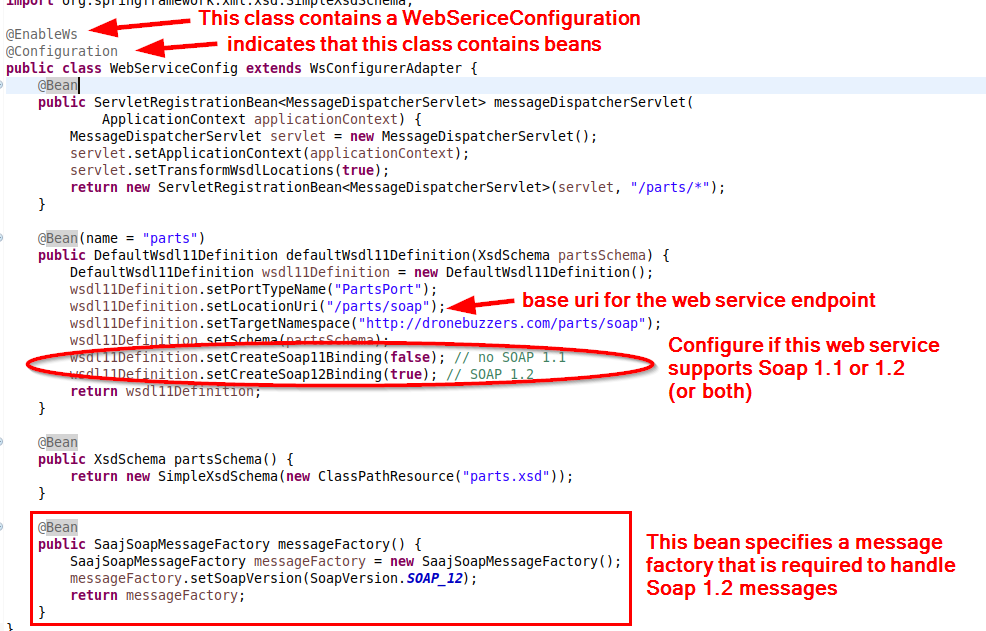 import org.springframework.xml.xsd.SimpleXsdSchema;
This class contains a WebSericeConfiguration
@EnableWs
indicates that this class contains beans
@Configuration
public class WebServiceConfig extends WsConfigurerAdapter {
@Bean
public ServletRegistrationBean<MessageDispatcherServlet> messageDispatcherServlet(
ApplicationContext applicationContext) {
MessageDispatcherServlet servlet = new MessageDispatcherServlet();
servlet.setApplicationContext(applicationContext);
servlet.setTransformWsdlLocations(true);
return new ServletRegistrationBean<MessageDispatcherServlet>(servlet, "/parts/*");
}
@Bean(name = "parts")
public DefaultWsdl11Definition defaultWsdl11Definition(XsdSchema partsSchema) {
DefaultWsdl11Definition wsdl11Definition = new DefaultWsdl11Definition();
wsdl11Definition.setPortTypeName("PartsPort");
wsdl11Definition.setLocationUri("/parts/soap");
base uri for the web service endpoint
wsdl11Definition.setTargetNamespace("http://dronebuzzers.com/parts/soap");
wsdl11Definition.setSchema(partsSchema);
wsdl11Definition.setCreateSoap11Binding(false); // no SOAP 1.1
wsdl11Definition.setCreateSoap12Binding(true); // SOAP 1.2
Configure if this web service
supports Soap 1.1 or 1.2
(or both)
return wsdl11Definition;
}
@Bean
public XsdSchema partsSchema() {
return new SimpleXsdSchema(new ClassPathResource("parts.xsd"));
}
@Bean
public SaajSoapMessageFactory messageFactory() {
SaajSoapMessageFactory messageFactory = new SaajSoapMessageFactory();
messageFactory.setSoapVersion(SoapVersion.SOAP_12);
return messageFactory;
}
This bean specifies a message
factory that is required to handle
Soap 1.2 messages
}